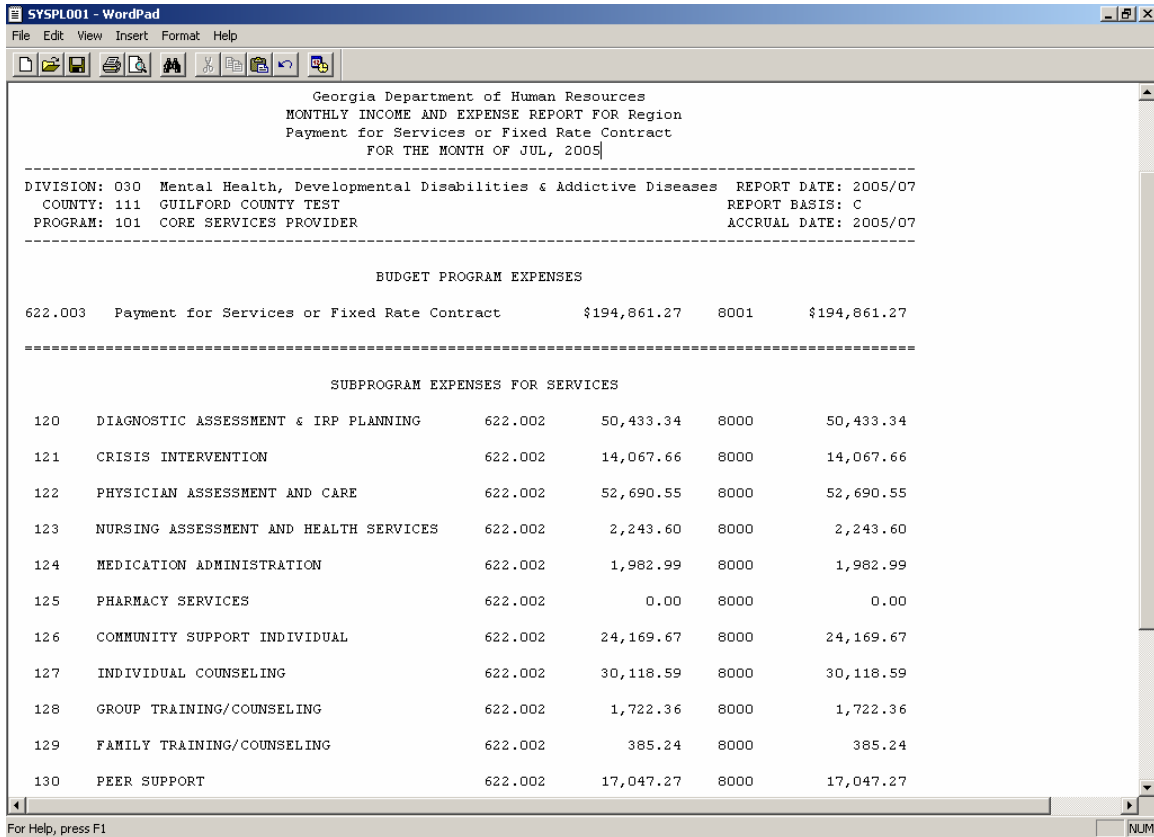 SYSPL001 - WordPad
File Edit View Insert Format Help
Georgia Department of Human Resources
MONTHLY INCOME AND EXPENSE REPORT FOR Region
Payment for Services or Fixed Rate Contract
FOR THE MONTH OF JUL, 2005
DIVISION: 030 Mental Health, Developmental Disabilities & Addictive Diseases REPORT DATE: 2005/07
COUNTY: 111 GUILFORD COUNTY TEST REPORT BASIS: C
PROGRAM: 101 CORE SERVICES PROVIDER ACCRUAL DATE: 2005/07
BUDGET PROGRAM EXPENSES
622.003 Payment for Services or Fixed Rate Contract $194,861.27 8001 $194,861.27
SUBPROGRAM EXPENSES FOR SERVICES
120 DIAGNOSTIC ASSESSMENT & IRP PLANNING 622.002 50,433.34 8000 50,433.34
121 CRISIS INTERVENTION 622.002 14,067.66 8000 14,067.66
122 PHYSICIAN ASSESSMENT AND CARE 622.002 52,690.55 8000 52,690.55
123 NURSING ASSESSMENT AND HEALTH SERVICES 622.002 2,243.60 8000 2,243.60
124 MEDICATION ADMINISTRATION 622.002 1,982.99 8000 1,982.99
125 PHARMACY SERVICES 622.002 0.00 8000 0.00
126 COMMUNITY SUPPORT INDIVIDUAL 622.002 24,169.67 8000 24,169.67
127 INDIVIDUAL COUNSELING 622.002 30,118.59 8000 30,118.59
128 GROUP TRAINING/COUNSELING 622.002 1,722.36 8000 1,722.36
129 FAMILY TRAINING/COUNSELING 622.002 385.24 8000 385.24
130 PEER SUPPORT 622.002 17,047.27 8000 17,047.27
For Help, press F1 NUM